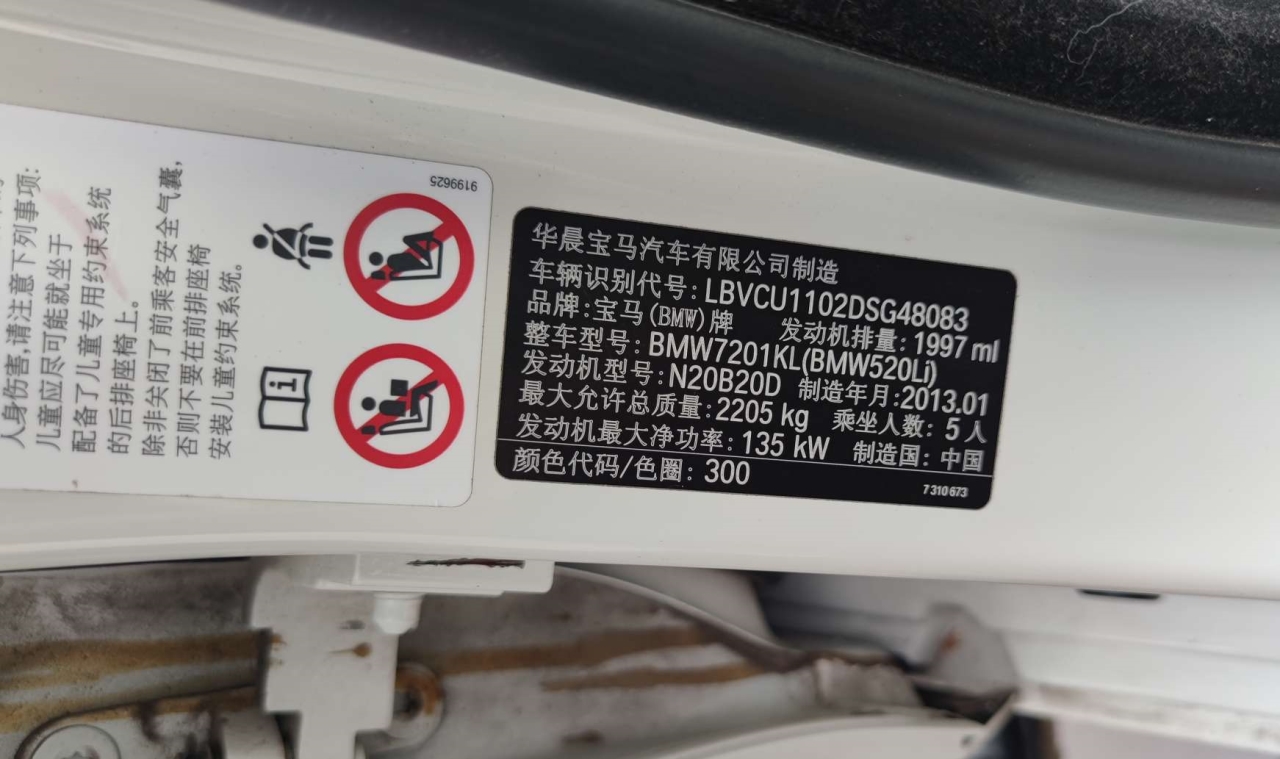 9199625
人身伤害,请注意下列事项:
儿童应尽可能就坐于
配备了儿童专用约束系统
的后排座椅上。
除非关闭了前乘客安全气囊,
否则不要在前排座椅
安装儿童约束系统。
华晨宝马汽车有限公司制造
车辆识别代号: LBVCU1102DSG48083
品牌: 宝马(BMW)牌 发动机排量: 1997 ml
整车型号: BMW7201KL(BMW520Li)
发动机型号: N20B20D 制造年月: 2013.01
最大允许总质量: 2205 kg 乘坐人数: 5人
发动机最大净功率: 135 kW 制造国: 中国
颜色代码/色圈: 300
7310673